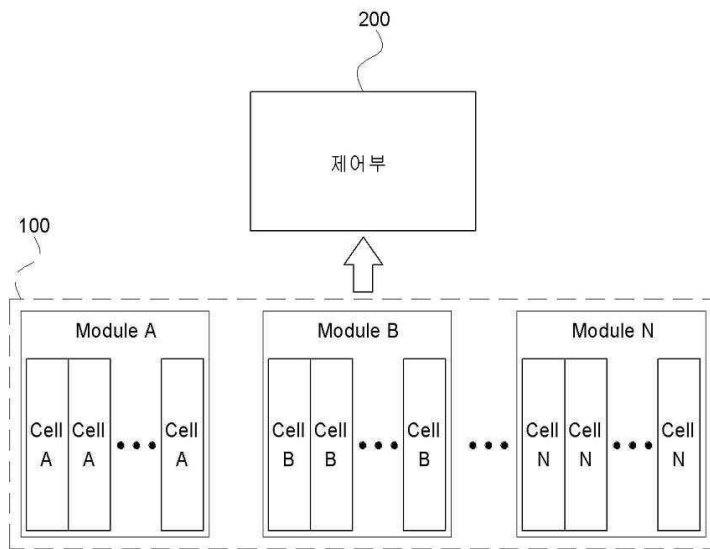 200
제어부
100
Module A Module B Module N
Cell Cell ••• Cell Cell Cell ••• Cell ••• Cell Cell ••• Cell
A A A B B B N N N